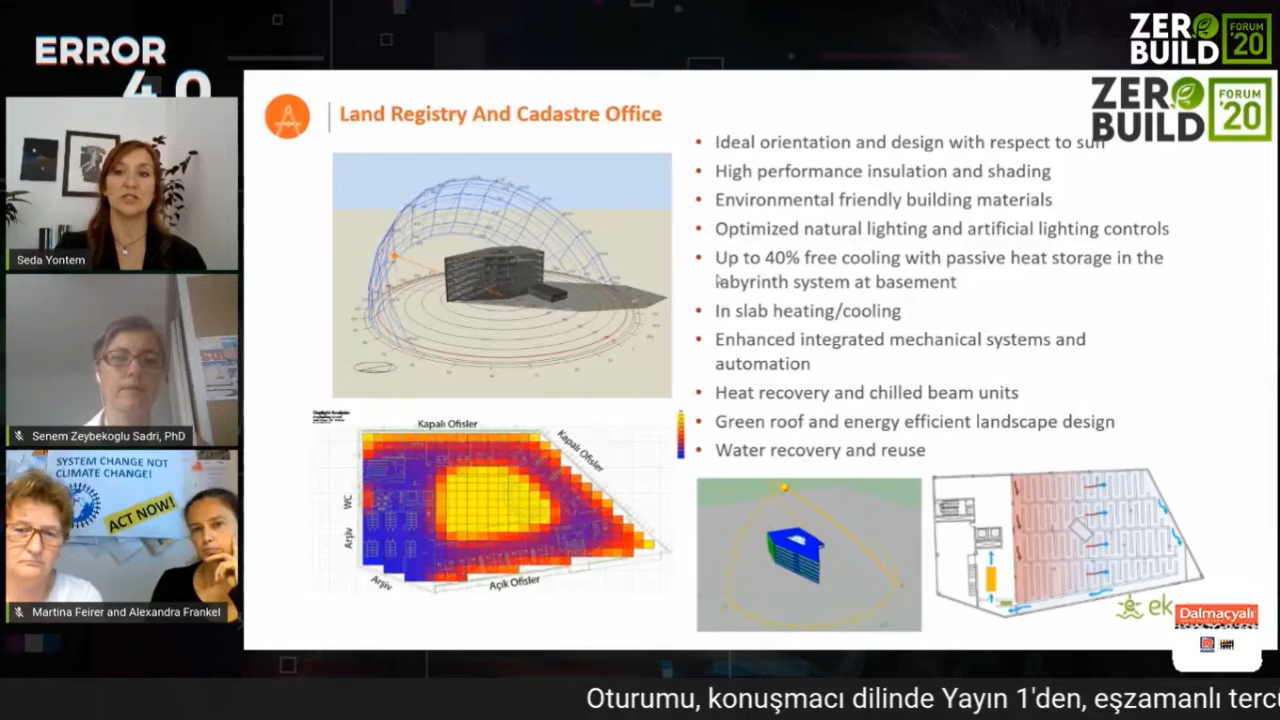 ERROR
4.0
ZERO
BUILD
FORUM
'20
ZERO
BUILD
FORUM
'20
Land Registry And Cadastre Office
• Ideal orientation and design with respect to sun
• High performance insulation and shading
• Environmental friendly building materials
• Optimized natural lighting and artificial lighting controls
• Up to 40% free cooling with passive heat storage in the
labyrinth system at basement
• In slab heating/cooling
• Enhanced integrated mechanical systems and
automation
• Heat recovery and chilled beam units
• Green roof and energy efficient landscape design
• Water recovery and reuse
Seda Yontem
Senem Zeybekoglu Sadri, PhD
SYSTEM CHANGE NOT
CLIMATE CHANGE!
ACT NOW!
Martina Feirer and Alexandra Frankel
Daylight Analysis
Kapalı Ofisler
Kapalı Ofisler
WC
Arşiv
Arşiv
Açık Ofisler
ek
Dalmaçyalı
Oturumu, konuşmacı dilinde Yayın 1'den, eşzamanlı tercü